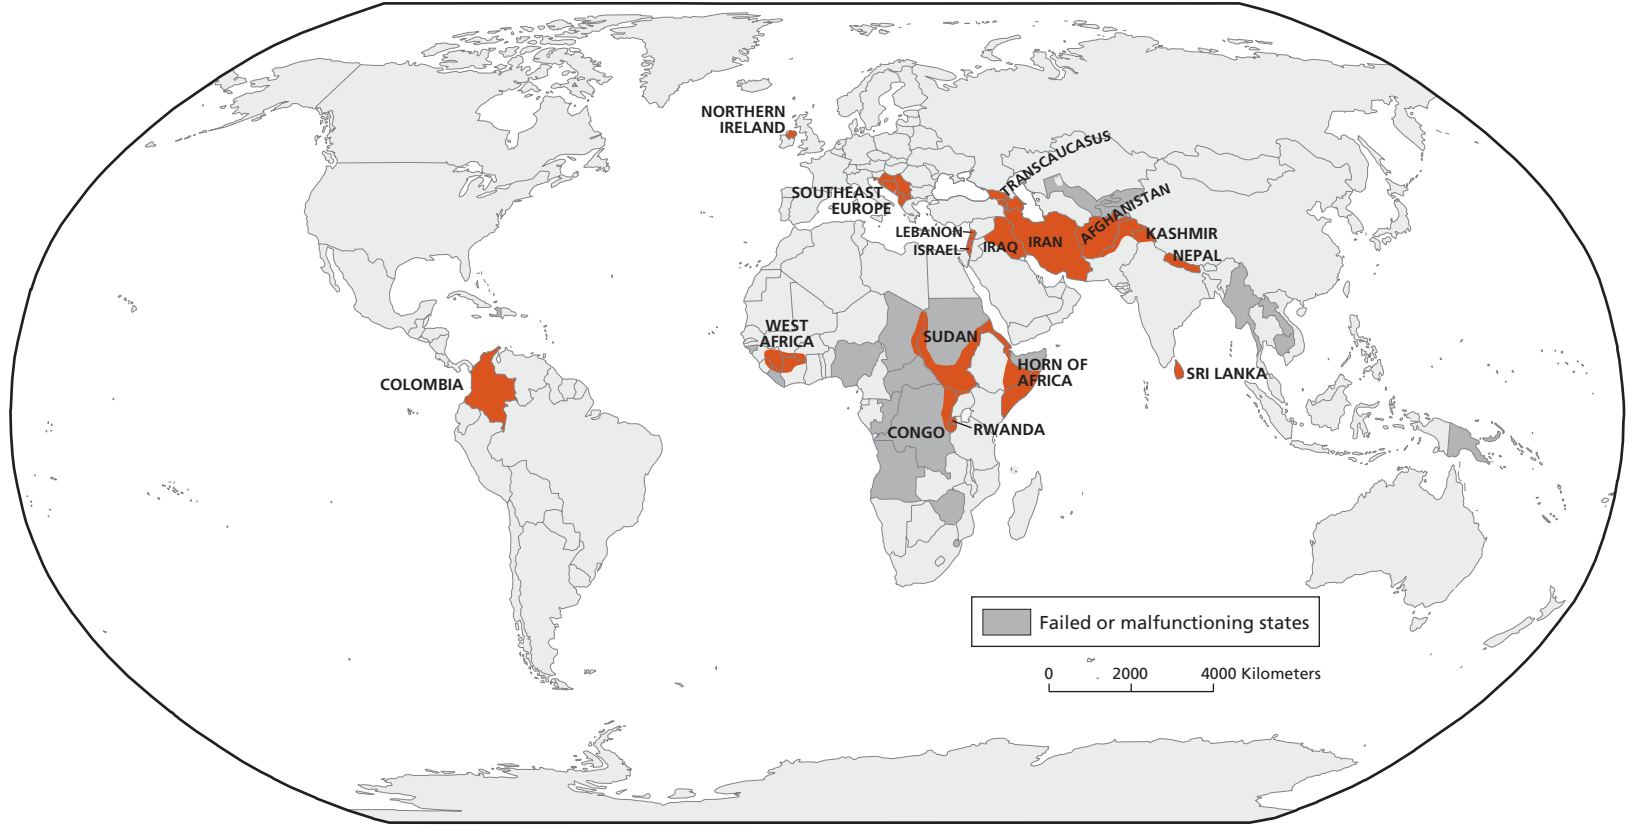 NORTHERN
IRELAND
TRANSCAUCASUS
SOUTHEAST
EUROPE
AFGHANISTAN
LEBANON
ISRAEL
IRAQ
IRAN
KASHMIR
NEPAL
WEST
AFRICA
SUDAN
HORN OF
AFRICA
SRI LANKA
COLOMBIA
CONGO
RWANDA
Failed or malfunctioning states
0 2000 4000 Kilometers